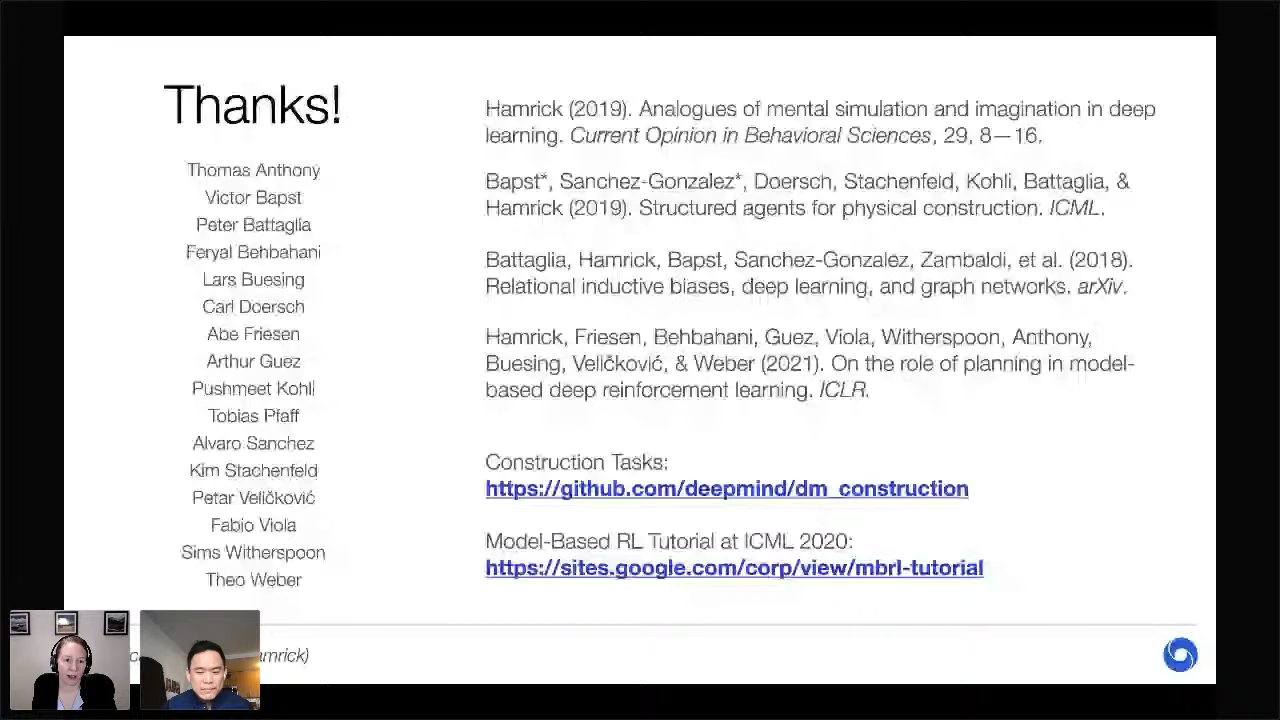 Thanks!
Thomas Anthony
Victor Bapst
Peter Battaglia
Feryal Behbahani
Lars Buesing
Carl Doersch
Abe Friesen
Arthur Guez
Pushmeet Kohli
Tobias Pfaff
Alvaro Sanchez
Kim Stachenfeld
Petar Veličković
Fabio Viola
Sims Witherspoon
Theo Weber
Hamrick (2019). Analogues of mental simulation and imagination in deep
learning. Current Opinion in Behavioral Sciences, 29, 8—16.
Bapst*, Sanchez-Gonzalez*, Doersch, Stachenfeld, Kohli, Battaglia, &
Hamrick (2019). Structured agents for physical construction. ICML.
Battaglia, Hamrick, Bapst, Sanchez-Gonzalez, Zambaldi, et al. (2018).
Relational inductive biases, deep learning, and graph networks. arXiv.
Hamrick, Friesen, Behbahani, Guez, Viola, Witherspoon, Anthony,
Buesing, Veličković, & Weber (2021). On the role of planning in model-
based deep reinforcement learning. ICLR.
Construction Tasks:
https://github.com/deepmind/dm_construction
Model-Based RL Tutorial at ICML 2020:
https://sites.google.com/corp/view/mbrl-tutorial
amrick)